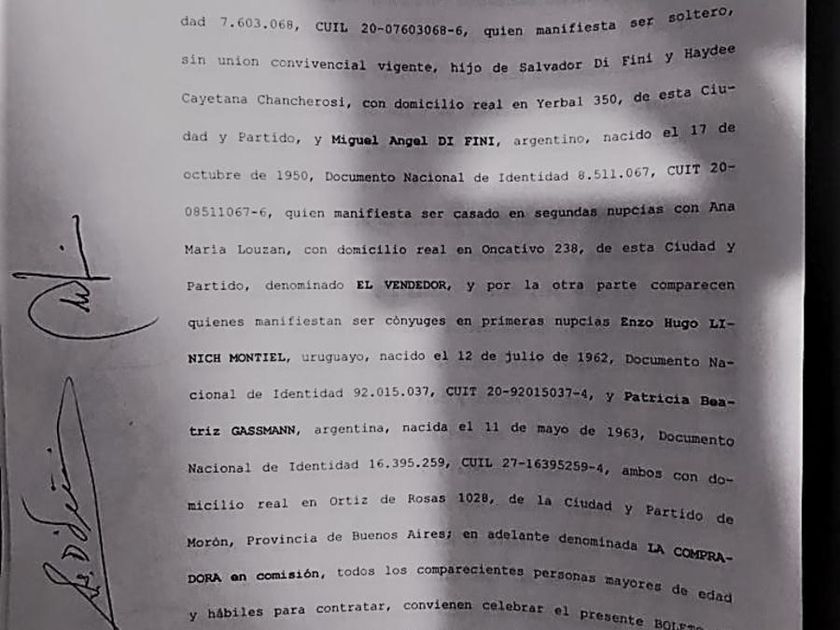 dad 7.603.068, CUIL 20-07603068-6, quien manifiesta ser soltero,
sin union convivencial vigente, hijo de Salvador Di Fini y Haydee
Cayetana Chancherosi, con domicilio real en Yerbal 350, de esta Ciu-
dad y Partido, y Miguel Angel DI FINI, argentino, nacido el 17 de
octubre de 1950, Documento Nacional de Identidad 8.511.067, CUIT 20-
08511067-6, quien manifiesta ser casado en segundas nupcias con Ana
Maria Louzan, con domicilio real en Oncativo 238, de esta Ciudad y
Partido, denominado EL VENDEDOR, y por la otra parte comparecen
quienes manifiestan ser cònyuges en primeras nupcias Enzo Hugo LI-
NICH MONTIEL, uruguayo, nacido el 12 de julio de 1962, Documento Na-
cional de Identidad 92.015.037, CUIT 20-92015037-4, y Patricia Bea-
triz GASSMANN, argentina, nacida el 11 de mayo de 1963, Documento
Nacional de Identidad 16.395.259, CUIL 27-16395259-4, ambos con do-
micilio real en Ortiz de Rosas 1028, de la Ciudad y Partido de
Morón, Provincia de Buenos Aires; en adelante denominada LA COMPRA-
DORA en comisión, todos los comparecientes personas mayores de edad
y hábiles para contratar, convienen celebrar el presente BOLETO